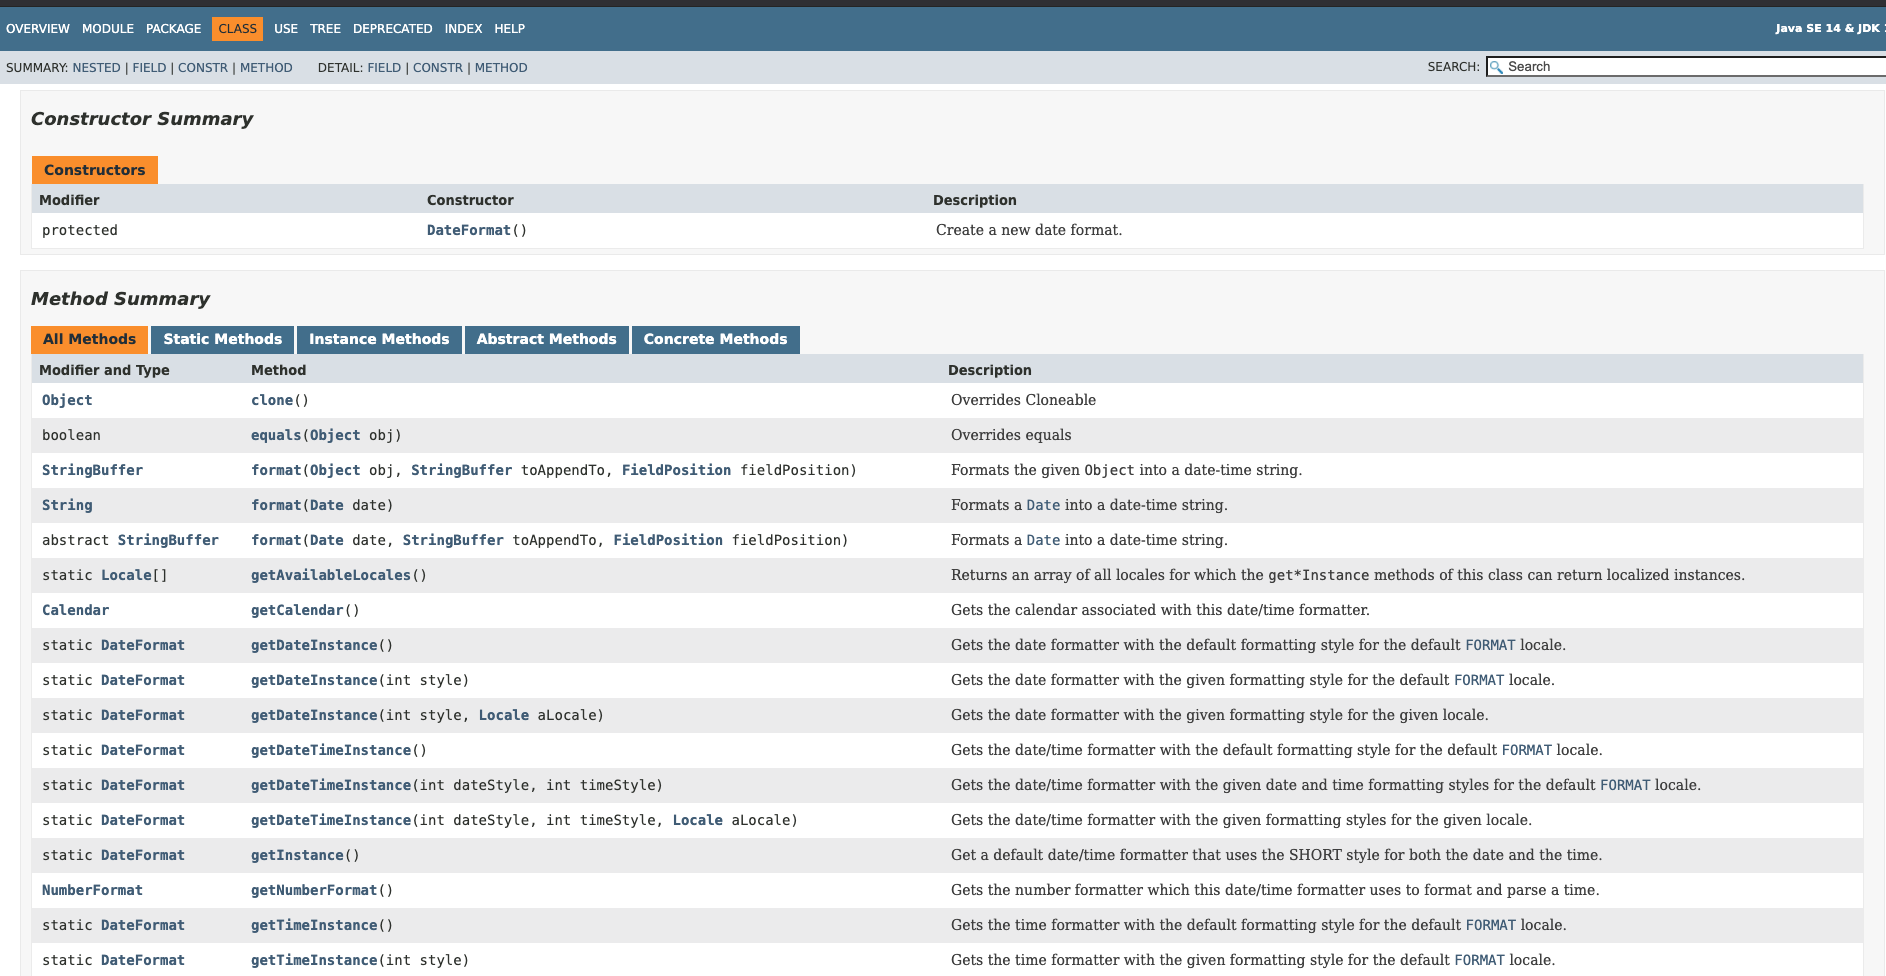 OVERVIEW MODULE PACKAGE CLASS USE TREE DEPRECATED INDEX HELP Java SE 14 & JDK
SUMMARY: NESTED | FIELD | CONSTR | METHOD DETAIL: FIELD | CONSTR | METHOD SEARCH: Search
Constructor Summary
Constructors
Modifier Constructor Description
protected DateFormat() Create a new date format.
Method Summary
All Methods Static Methods Instance Methods Abstract Methods Concrete Methods
Modifier and Type Method Description
Object clone() Overrides Cloneable
boolean equals(Object obj) Overrides equals
StringBuffer format(Object obj, StringBuffer toAppendTo, FieldPosition fieldPosition) Formats the given Object into a date-time string.
String format(Date date) Formats a Date into a date-time string.
abstract StringBuffer format(Date date, StringBuffer toAppendTo, FieldPosition fieldPosition) Formats a Date into a date-time string.
static Locale[] getAvailableLocales() Returns an array of all locales for which the get*Instance methods of this class can return localized instances.
Calendar getCalendar() Gets the calendar associated with this date/time formatter.
static DateFormat getDateInstance() Gets the date formatter with the default formatting style for the default FORMAT locale.
static DateFormat getDateInstance(int style) Gets the date formatter with the given formatting style for the default FORMAT locale.
static DateFormat getDateInstance(int style, Locale aLocale) Gets the date formatter with the given formatting style for the given locale.
static DateFormat getDateTimeInstance() Gets the date/time formatter with the default formatting style for the default FORMAT locale.
static DateFormat getDateTimeInstance(int dateStyle, int timeStyle) Gets the date/time formatter with the given date and time formatting styles for the default FORMAT locale.
static DateFormat getDateTimeInstance(int dateStyle, int timeStyle, Locale aLocale) Gets the date/time formatter with the given formatting styles for the given locale.
static DateFormat getInstance() Get a default date/time formatter that uses the SHORT style for both the date and the time.
NumberFormat getNumberFormat() Gets the number formatter which this date/time formatter uses to format and parse a time.
static DateFormat getTimeInstance() Gets the time formatter with the default formatting style for the default FORMAT locale.
static DateFormat getTimeInstance(int style) Gets the time formatter with the given formatting style for the default FORMAT locale.